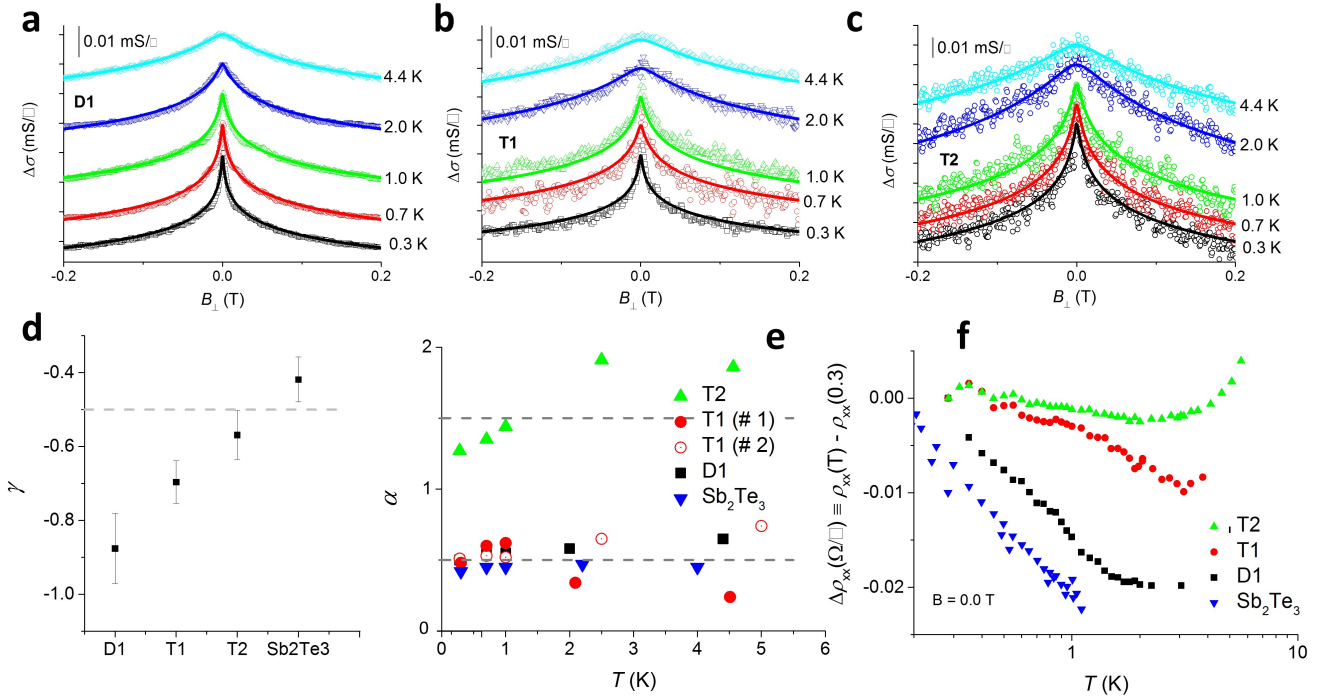 a
0.01 mS/□
D1
4.4 K
2.0 K
1.0 K
0.7 K
0.3 K
Δσ (mS/□)
-0.2
0.0
0.2
B⊥ (T)
b
0.01 mS/□
T1
4.4 K
2.0 K
1.0 K
0.7 K
0.3 K
Δσ (mS/□)
-0.2
0.0
0.2
B⊥ (T)
c
0.01 mS/□
T2
4.4 K
2.0 K
1.0 K
0.7 K
0.3 K
Δσ (mS/□)
-0.2
0.0
0.2
B⊥ (T)
d
-0.4
-0.6
-0.8
-1.0
γ
D1
T1
T2
Sb2Te3
e
2
1
0
α
T2
T1 (# 1)
T1 (# 2)
D1
Sb₂Te₃
0
1
2
3
4
5
6
T (K)
f
0.00
-0.01
-0.02
Δρxx(Ω/□) ≡ ρxx(T) - ρxx(0.3)
T2
T1
D1
Sb₂Te₃
B = 0.0 T
1
10
T (K)